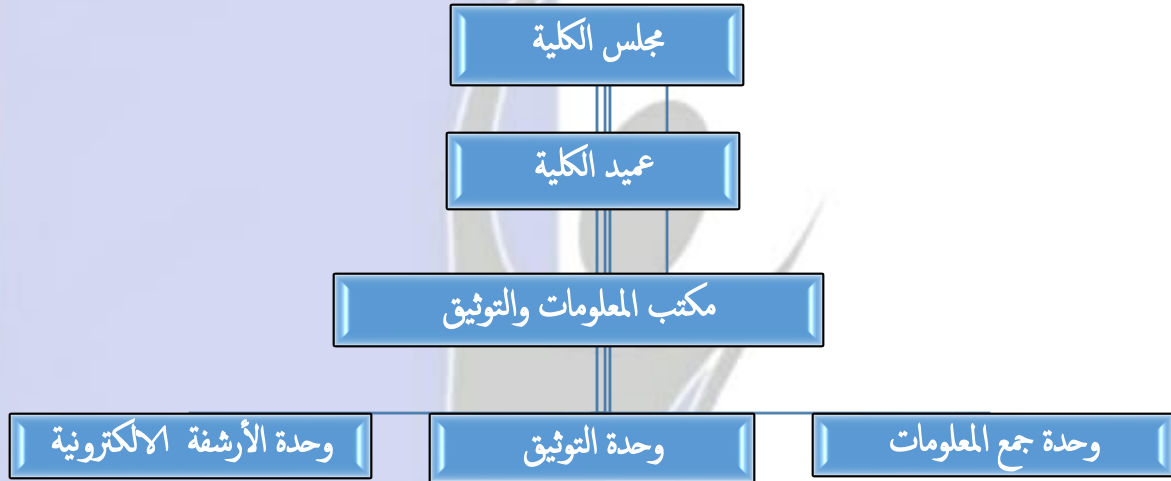 مجلس الكلية
عميد الكلية
مكتب المعلومات والتوثيق
وحدة جمع المعلومات
وحدة التوثيق
وحدة الأرشفة الالكترونية